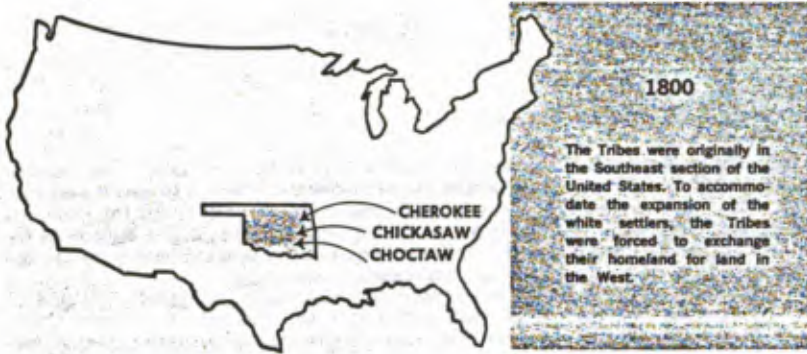 CHEROKEE
CHICKASAW
CHOCTAW
1800
The Tribes were originally in
the Southeast section of the
United States. To accommo-
date the expansion of the
white settlers, the Tribes
were forced to exchange
their homeland for land in
the West.